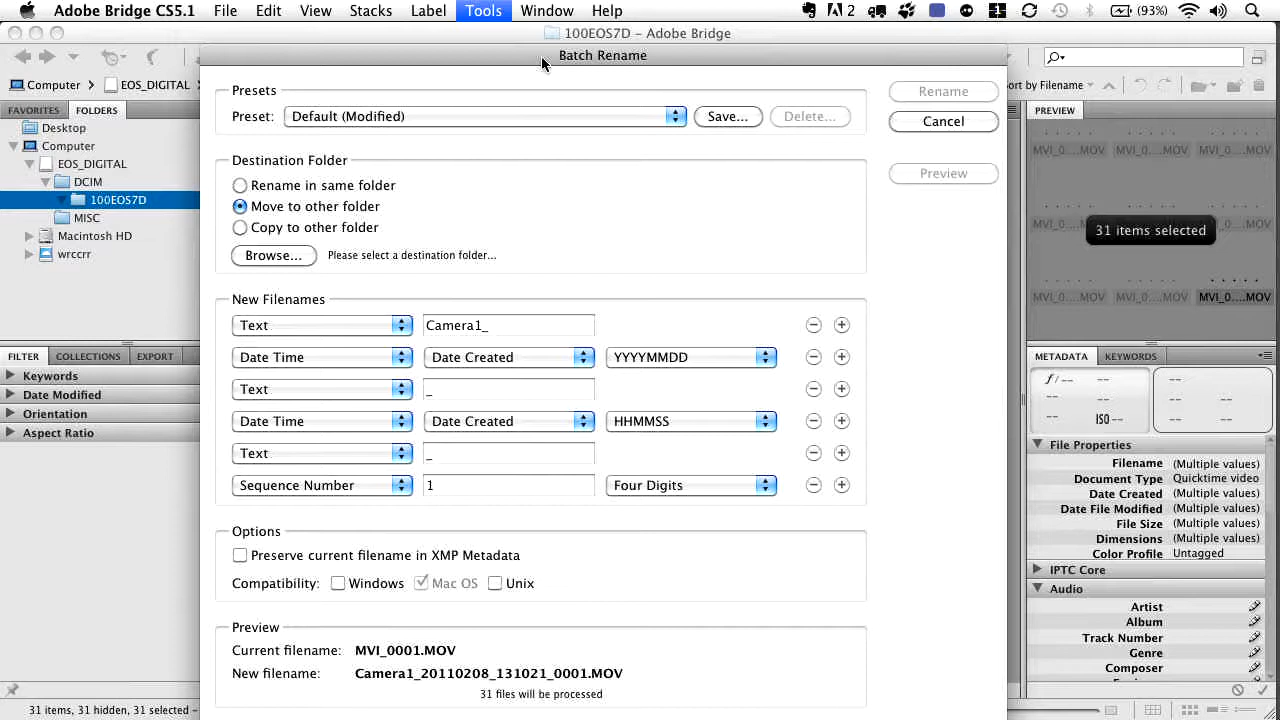 Adobe Bridge CS5.1 File Edit View Stacks Label Tools Window Help 2 1 (93%)
100EOS7D – Adobe Bridge
Batch Rename
Computer EOS_DIGITAL
ort by Filename
FAVORITES FOLDERS
Desktop
Computer
EOS_DIGITAL
DCIM
100EOS7D
MISC
Macintosh HD
wrccrr
FILTER COLLECTIONS EXPORT
Keywords
Date Modified
Orientation
Aspect Ratio
31 items, 31 hidden, 31 selected –
Presets
Preset: Default (Modified) Save... Delete...
Destination Folder
Rename in same folder
Move to other folder
Copy to other folder
Browse... Please select a destination folder...
New Filenames
Text Camera1_
Date Time Date Created YYYYMMDD
Text _
Date Time Date Created HHMMSS
Text _
Sequence Number 1 Four Digits
Options
Preserve current filename in XMP Metadata
Compatibility: Windows Mac OS Unix
Preview
Current filename: MVI_0001.MOV
New filename: Camera1_20110208_131021_0001.MOV
31 files will be processed
Rename
Cancel
Preview
PREVIEW
MVI_0....MOV MVI_0....MOV MVI_0....MOV
31 items selected
MVI_0....MOV MVI_0....MOV MVI_0....MOV
METADATA KEYWORDS
f/-- -- -- --
-- -- -- --
-- ISO -- --
File Properties
Filename (Multiple values)
Document Type Quicktime video
Date Created (Multiple values)
Date File Modified (Multiple values)
File Size (Multiple values)
Dimensions (Multiple values)
Color Profile Untagged
IPTC Core
Audio
Artist
Album
Track Number
Genre
Composer